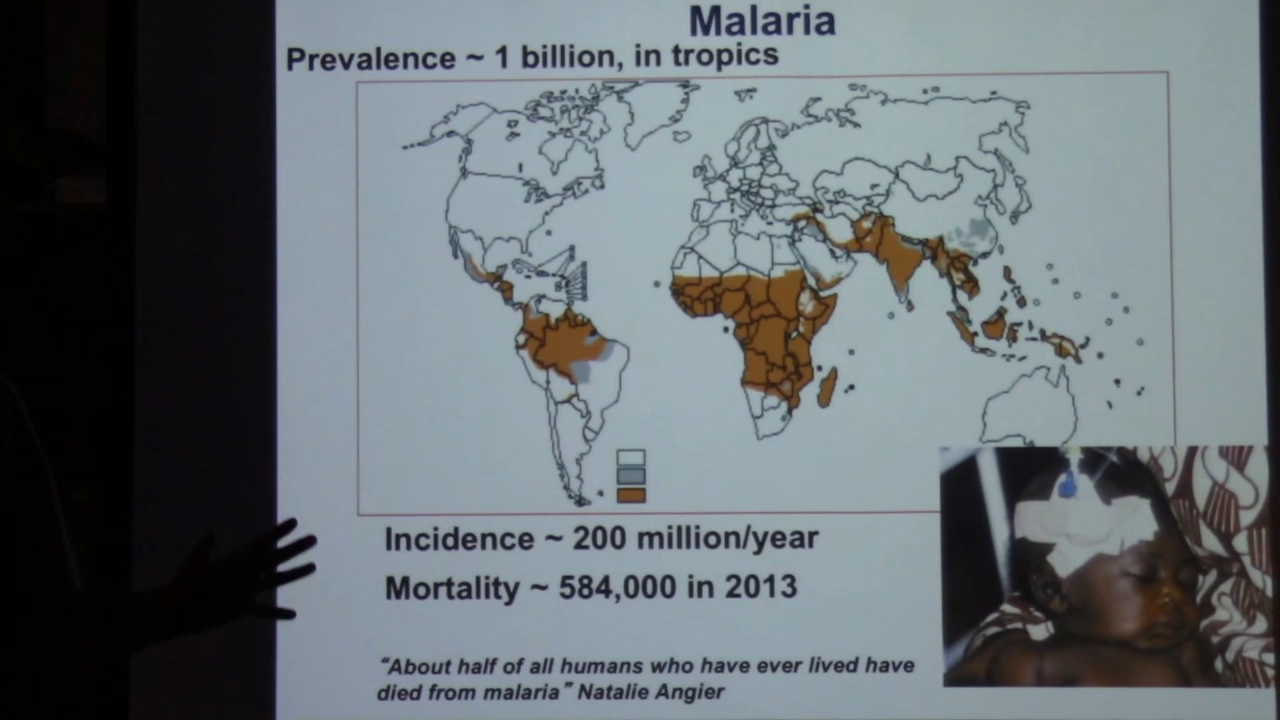 Malaria
Prevalence ~ 1 billion, in tropics
Incidence ~ 200 million/year
Mortality ~ 584,000 in 2013
“About half of all humans who have ever lived have
died from malaria” Natalie Angier